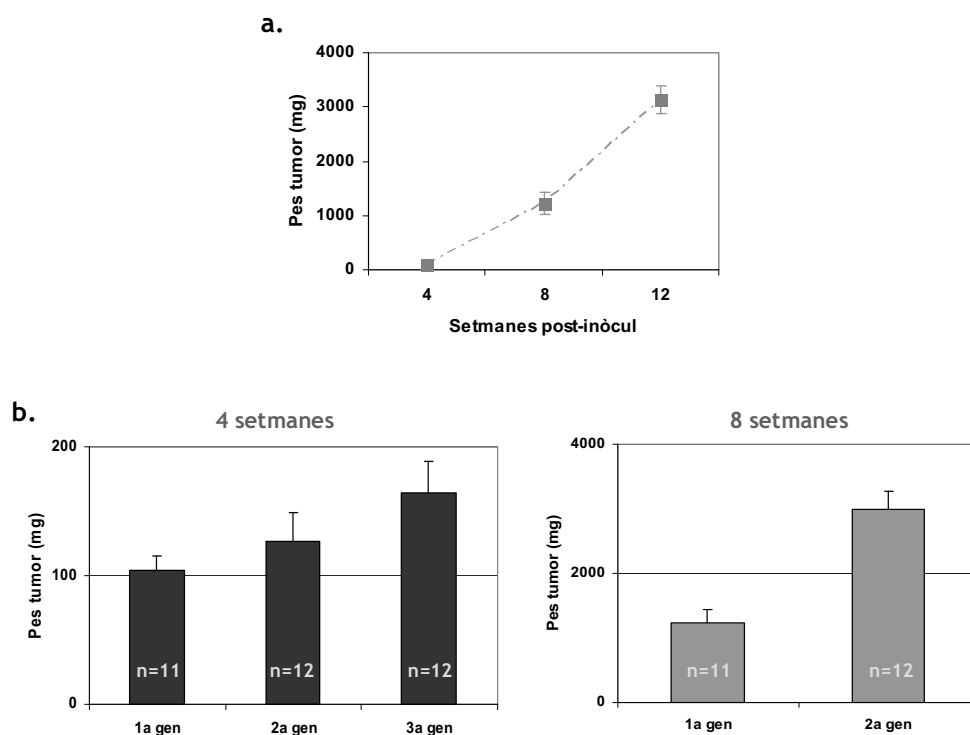 a.
4000
3000
2000
1000
0
Pes tumor (mg)
4 8 12
Setmanes post-inòcul
b.
4 setmanes
200
100
0
Pes tumor (mg)
n=11 n=12 n=12
1a gen 2a gen 3a gen
8 setmanes
4000
2000
0
Pes tumor (mg)
n=11 n=12
1a gen 2a gen